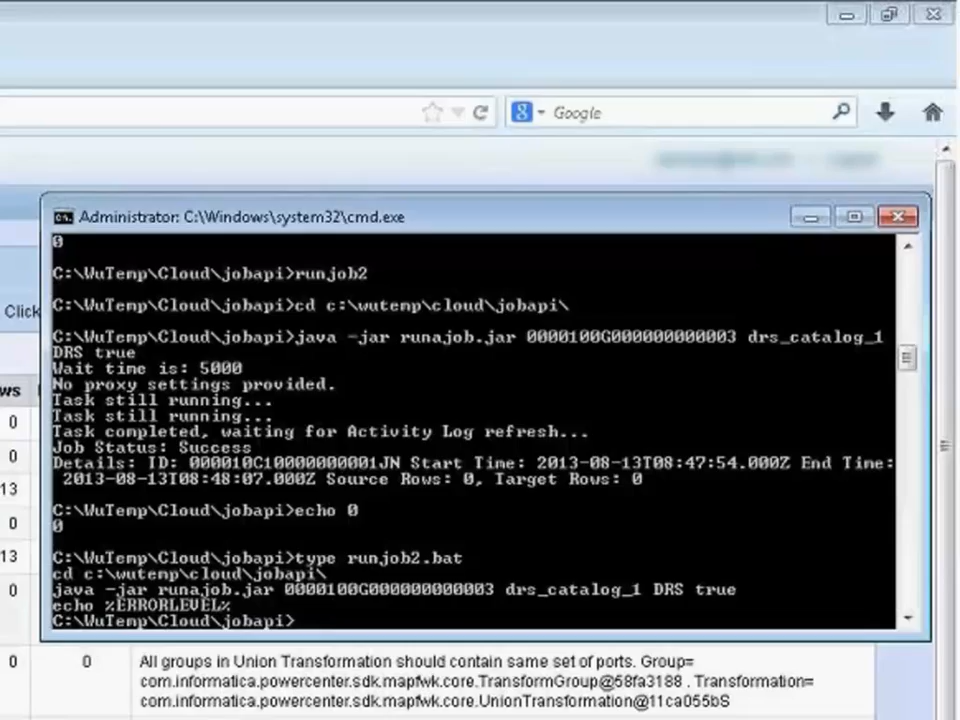 Google
Administrator: C:\Windows\system32\cmd.exe
0
C:\WuTemp\Cloud\jobapi>runjob2
C:\WuTemp\Cloud\jobapi>cd c:\wutemp\cloud\jobapi\
C:\WuTemp\Cloud\jobapi>java -jar runajob.jar 0000100G000000000003 drs_catalog_1
DRS true
Wait time is: 5000
No proxy settings provided.
Task still running...
Task still running...
Task completed, waiting for Activity Log refresh...
Job Status: Success
Details: ID: 000010C10000000001JN Start Time: 2013-08-13T08:47:54.000Z End Time:
2013-08-13T08:48:07.000Z Source Rows: 0, Target Rows: 0
C:\WuTemp\Cloud\jobapi>echo 0
0
C:\WuTemp\Cloud\jobapi>type runjob2.bat
cd c:\wutemp\cloud\jobapi\
java -jar runajob.jar 0000100G000000000003 drs_catalog_1 DRS true
echo %ERRORLEVEL%
C:\WuTemp\Cloud\jobapi>
Click
ws
0
0
13
0
13
0
0 0 All groups in Union Transformation should contain same set of ports. Group=
com.informatica.powercenter.sdk.mapfwk.core.TransformGroup@58fa3188 . Transformation=
com.informatica.powercenter.sdk.mapfwk.core.UnionTransformation@11ca055bS